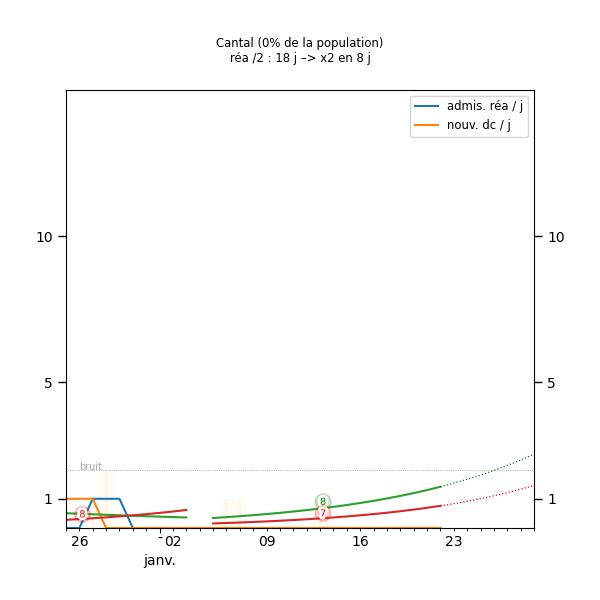 Cantal (0% de la population)
réa /2 : 18 j –> x2 en 8 j
admis. réa / j
nouv. dc / j
10 10
5 5
bruit
1 1
8
8
7
26 02 09 16 23
janv.